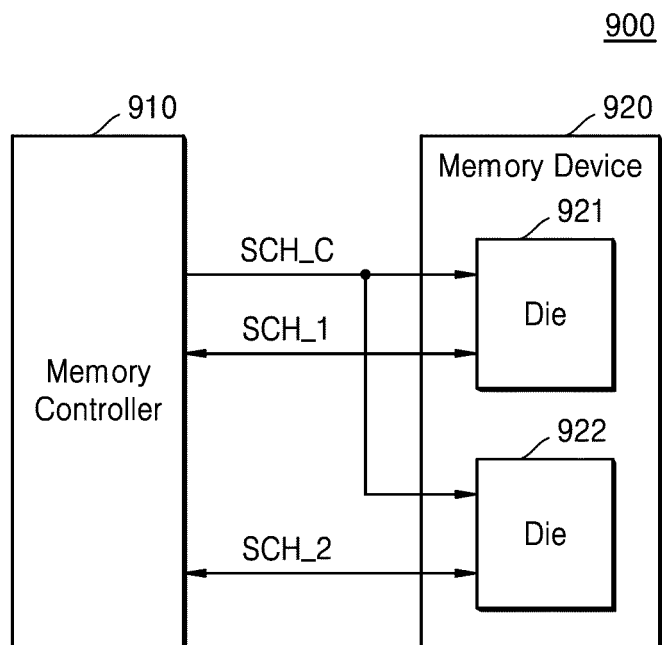 900
910
920
Memory Device
921
SCH_C
Die
SCH_1
Memory
Controller
922
Die
SCH_2